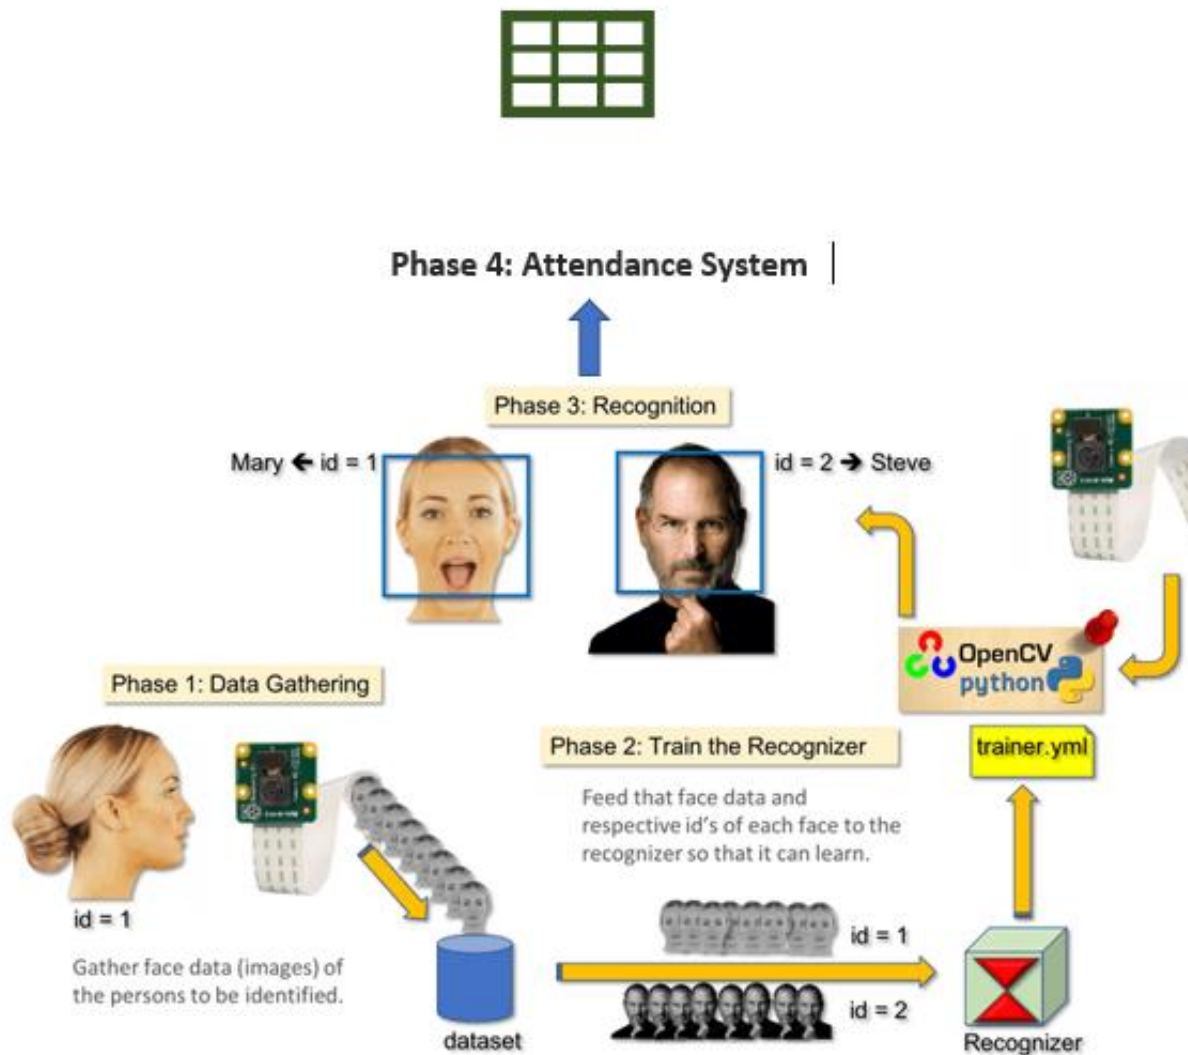 Phase 4: Attendance System
Phase 3: Recognition
Mary 🡸 id = 1
id = 2 🡺 Steve
OpenCV
python
Phase 1: Data Gathering
Phase 2: Train the Recognizer
trainer.yml
Feed that face data and
respective id's of each face to the
recognizer so that it can learn.
id = 1
Gather face data (images) of
the persons to be identified.
id = 1
id = 2
dataset
Recognizer